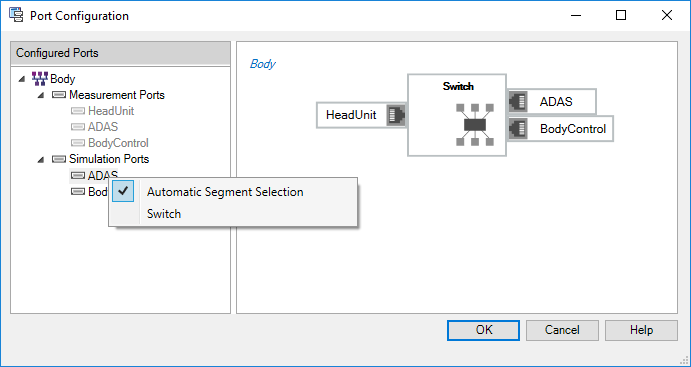 Port Configuration
Configured Ports
Body
Measurement Ports
HeadUnit
ADAS
BodyControl
Simulation Ports
ADAS
Bod
Automatic Segment Selection
Switch
Body
Switch
HeadUnit
ADAS
BodyControl
OK
Cancel
Help